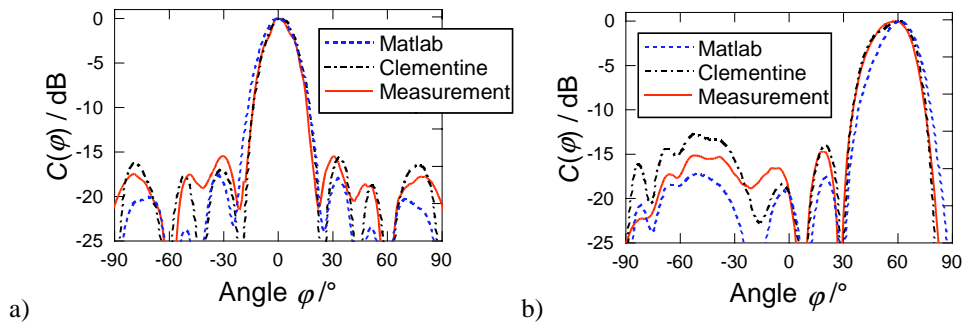 C(φ) / dB
0
-5
-10
-15
-20
-25
-90
-60
-30
0
30
60
90
Angle φ/°
Matlab
Clementine
Measurement
a)
C(φ) / dB
0
-5
-10
-15
-20
-25
-90
-60
-30
0
30
60
90
Angle φ/°
Matlab
Clementine
Measurement
b)